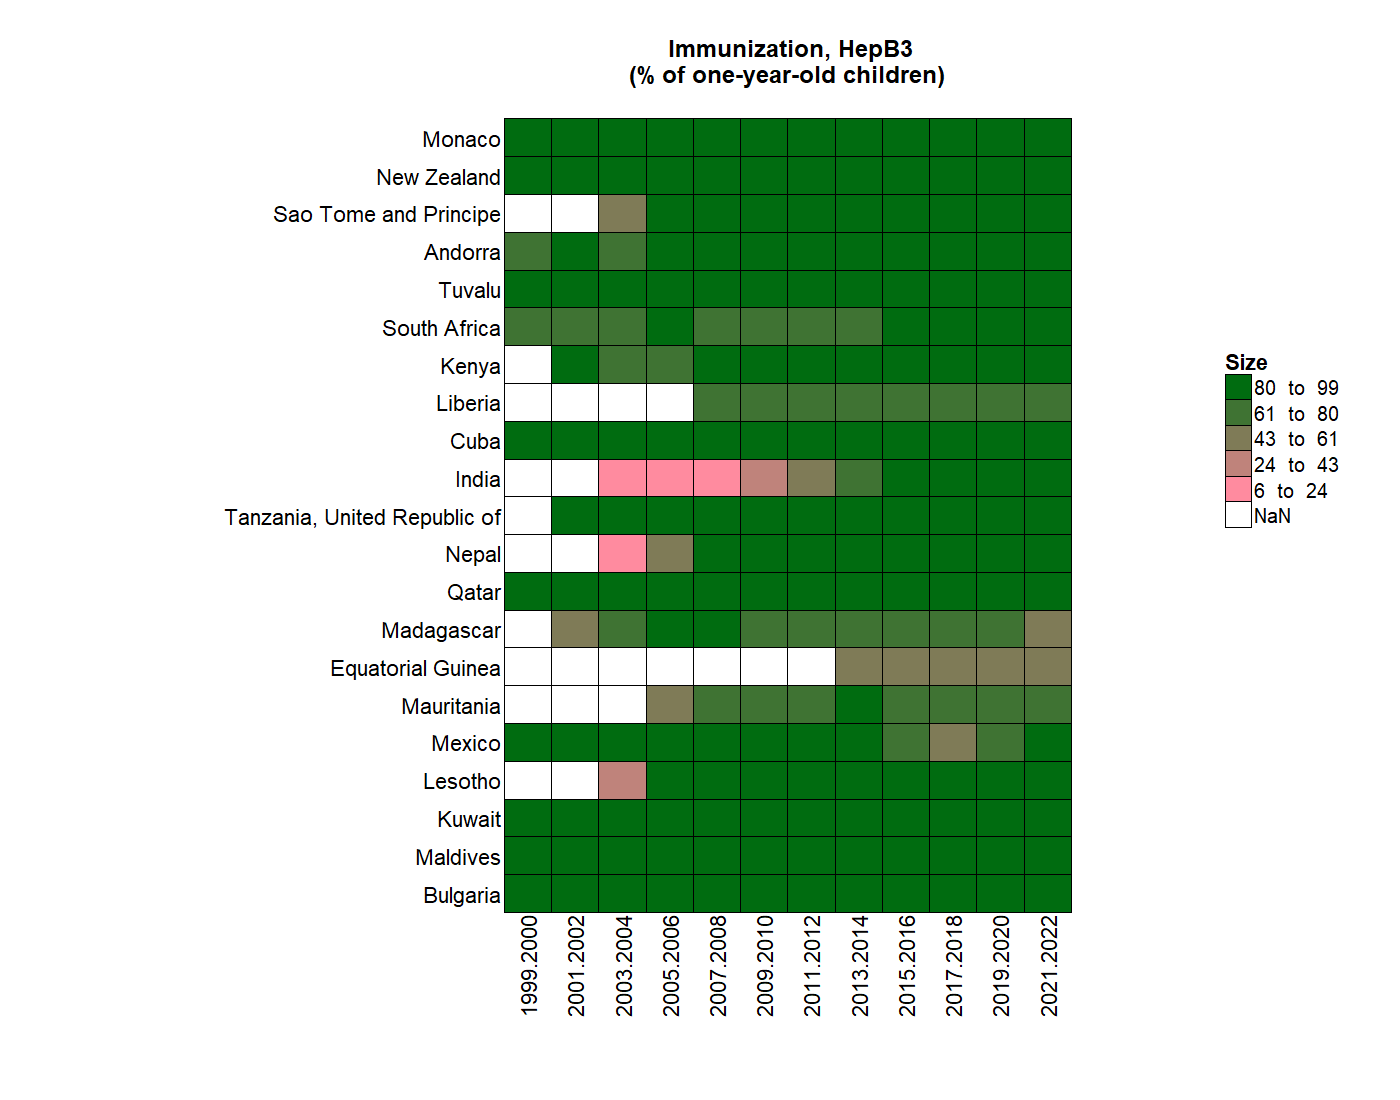 Immunization, HepB3
(% of one-year-old children)
Monaco
New Zealand
Sao Tome and Principe
Andorra
Tuvalu
South Africa
Kenya
Liberia
Cuba
India
Tanzania, United Republic of
Nepal
Qatar
Madagascar
Equatorial Guinea
Mauritania
Mexico
Lesotho
Kuwait
Maldives
Bulgaria
1999.2000
2001.2002
2003.2004
2005.2006
2007.2008
2009.2010
2011.2012
2013.2014
2015.2016
2017.2018
2019.2020
2021.2022
Size
80 to 99
61 to 80
43 to 61
24 to 43
6 to 24
NaN